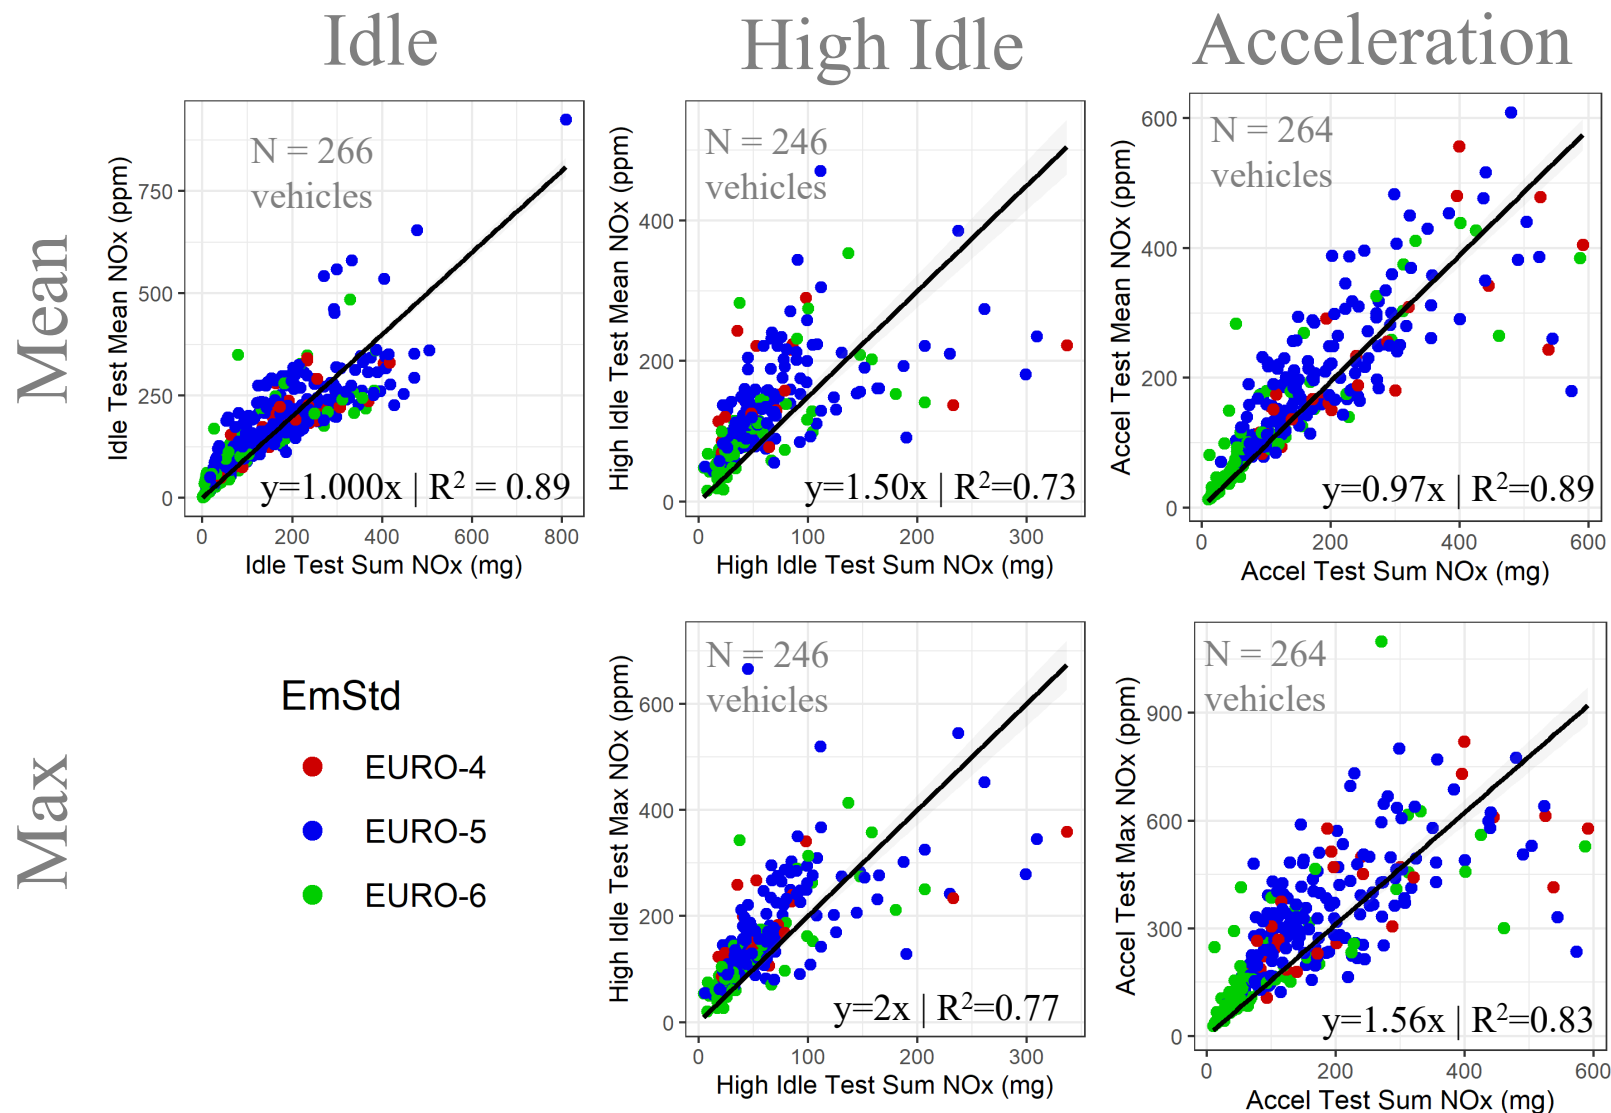 Idle
High Idle
Acceleration
Mean
Max
N = 266
vehicles
Idle Test Mean NOx (ppm)
750
500
250
0
y=1.000x | R² = 0.89
0 200 400 600 800
Idle Test Sum NOx (mg)
N = 246
vehicles
High Idle Test Mean NOx (ppm)
400
200
0
y=1.50x | R²=0.73
0 100 200 300
High Idle Test Sum NOx (mg)
N = 264
vehicles
Accel Test Mean NOx (ppm)
600
400
200
0
y=0.97x | R²=0.89
0 200 400 600
Accel Test Sum NOx (mg)
EmStd
EURO-4
EURO-5
EURO-6
N = 246
vehicles
High Idle Test Max NOx (ppm)
600
400
200
0
y=2x | R²=0.77
0 100 200 300
High Idle Test Sum NOx (mg)
N = 264
vehicles
Accel Test Max NOx (ppm)
900
600
300
0
y=1.56x | R²=0.83
0 200 400 600
Accel Test Sum NOx (mg)